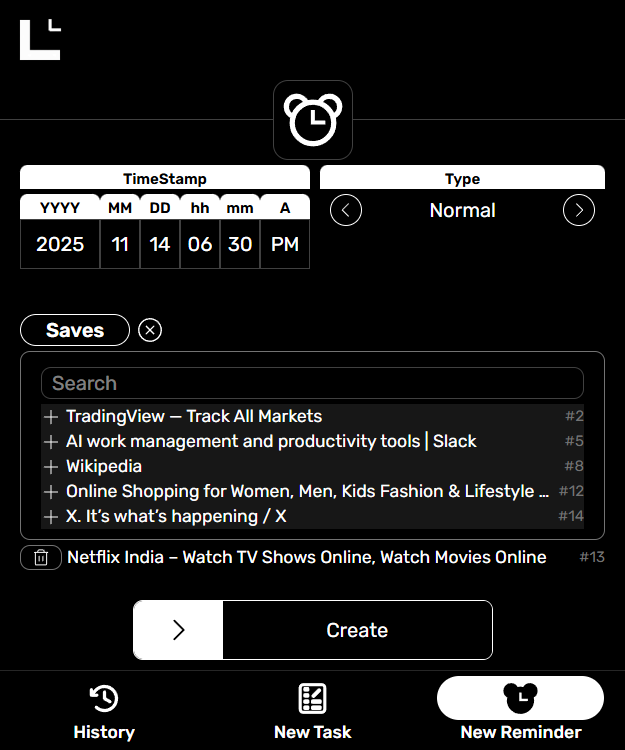 TimeStamp Type
YYYY MM DD hh mm A
2025 11 14 06 30 PM
Normal
Saves
Search
TradingView — Track All Markets #2
AI work management and productivity tools | Slack #5
Wikipedia #8
Online Shopping for Women, Men, Kids Fashion & Lifestyle ... #12
X. It’s what’s happening / X #14
Netflix India – Watch TV Shows Online, Watch Movies Online #13
Create
History New Task New Reminder